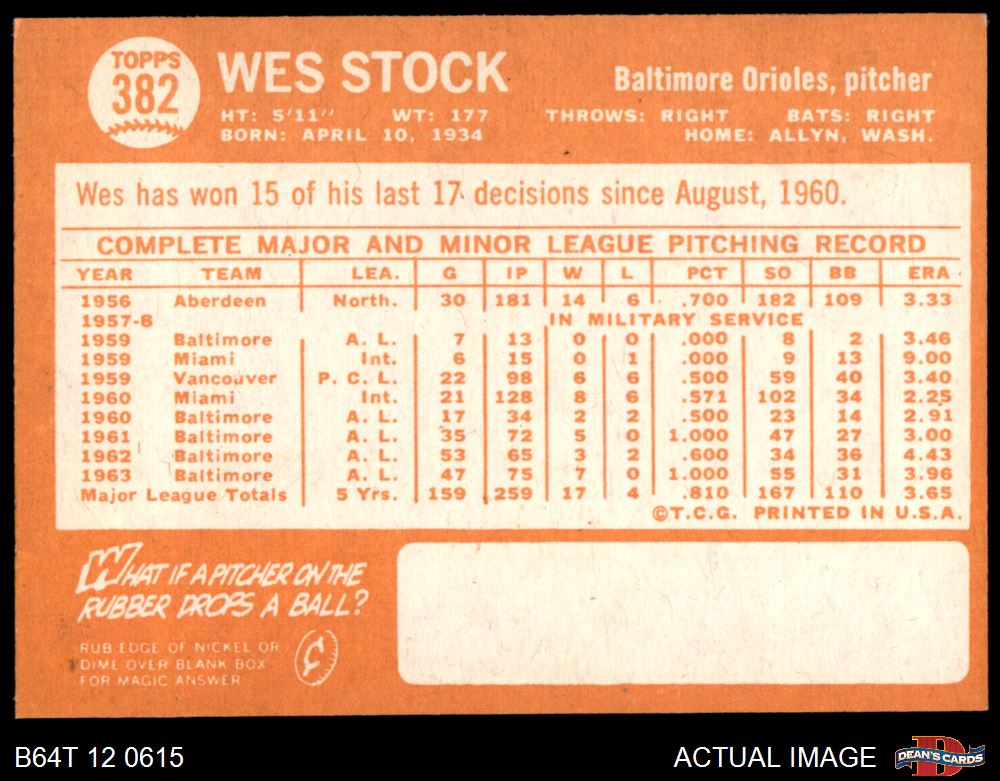 TOPPS
382
WES STOCK
Baltimore Orioles, pitcher
HT: 5'11" WT: 177 THROWS: RIGHT BATS: RIGHT
BORN: APRIL 10, 1934 HOME: ALLYN, WASH.
Wes has won 15 of his last 17 decisions since August, 1960.
COMPLETE MAJOR AND MINOR LEAGUE PITCHING RECORD
YEAR TEAM LEA. G IP W L PCT SO BB ERA
1956 Aberdeen North. 30 181 14 6 .700 182 109 3.33
1957-8 IN MILITARY SERVICE
1959 Baltimore A. L. 7 13 0 0 .000 8 2 3.46
1959 Miami Int. 6 15 0 1 .000 9 13 9.00
1959 Vancouver P. C. L. 22 98 6 6 .500 59 40 3.40
1960 Miami Int. 21 128 8 6 .571 102 34 2.25
1960 Baltimore A. L. 17 34 2 2 .500 23 14 2.91
1961 Baltimore A. L. 35 72 5 0 1.000 47 27 3.00
1962 Baltimore A. L. 53 65 3 2 .600 34 36 4.43
1963 Baltimore A. L. 47 75 7 0 1.000 55 31 3.96
Major League Totals 5 Yrs. 159 259 17 4 .810 167 110 3.65
©T.C.G. PRINTED IN U.S.A.
WHAT IF A PITCHER ON THE
RUBBER DROPS A BALL?
RUB EDGE OF NICKEL OR
DIME OVER BLANK BOX
FOR MAGIC ANSWER
¢
B64T 12 0615 ACTUAL IMAGE
D
DEAN'S CARDS